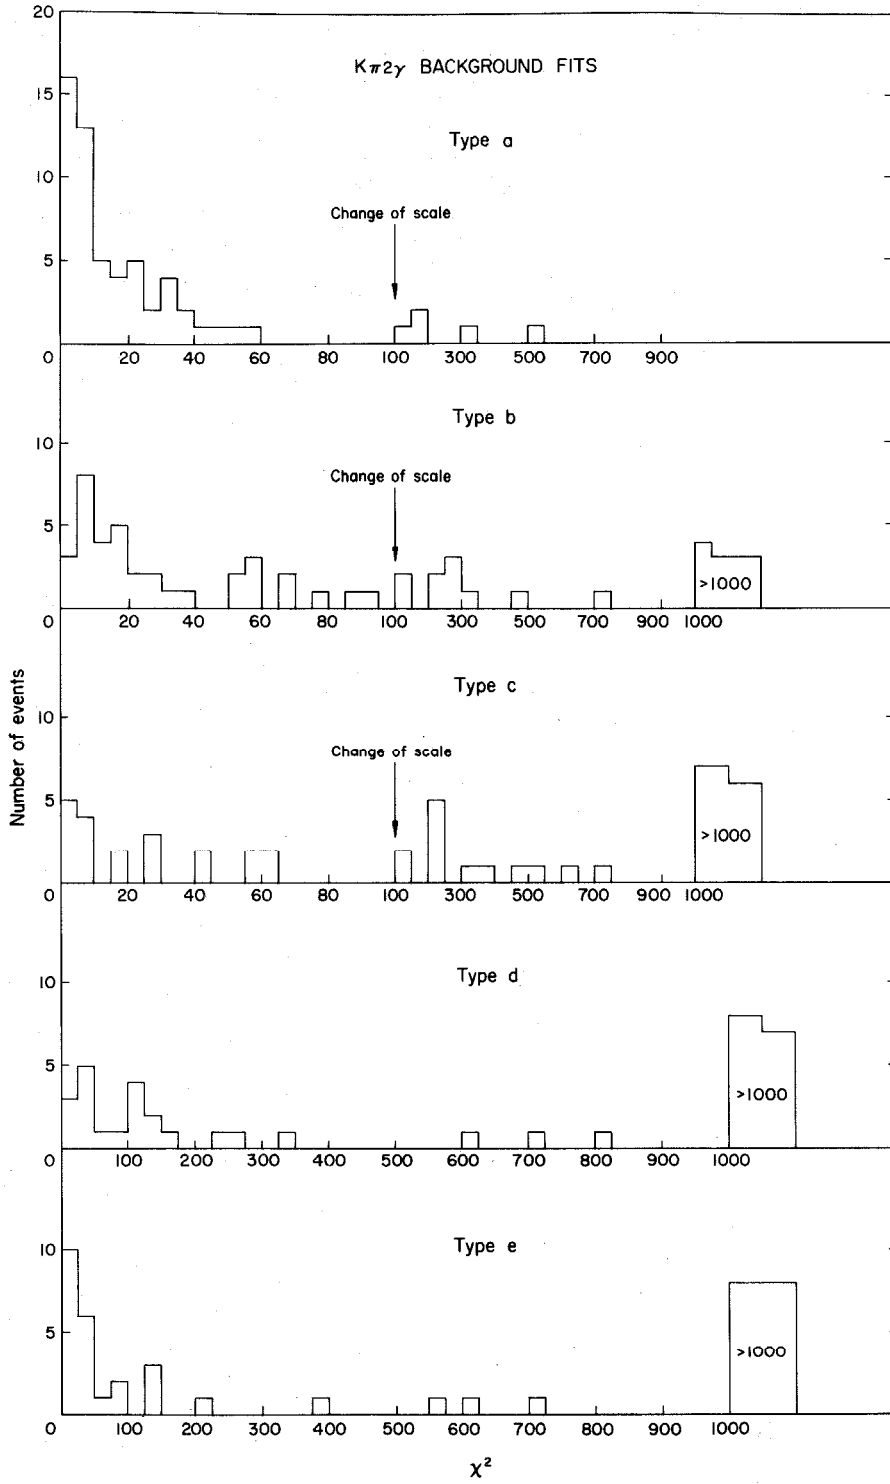 20
Kπ2γ BACKGROUND FITS
15
Type a
10
Change of scale
5
0 20 40 60 80 100 300 500 700 900
Type b
10
Change of scale
5
>1000
0 20 40 60 80 100 300 500 700 900 1000
Type c
10
Change of scale
5
>1000
0 20 40 60 80 100 300 500 700 900 1000
Number of events
Type d
10
5
>1000
0 100 200 300 400 500 600 700 800 900 1000
Type e
10
5
>1000
0 100 200 300 400 500 600 700 800 900 1000
χ²